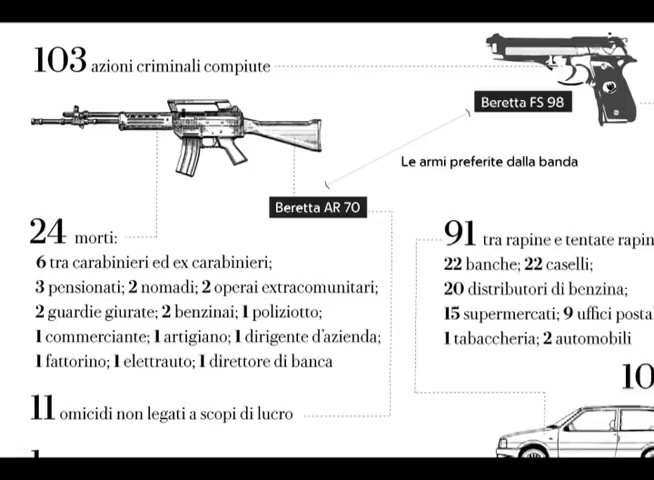 103 azioni criminali compiute
Beretta FS 98
Le armi preferite dalla banda
Beretta AR 70
24 morti:
6 tra carabinieri ed ex carabinieri;
3 pensionati; 2 nomadi; 2 operai extracomunitari;
2 guardie giurate; 2 benzinai; 1 poliziotto;
1 commerciante; 1 artigiano; 1 dirigente d'azienda;
1 fattorino; 1 elettrauto; 1 direttore di banca
11 omicidi non legati a scopi di lucro
91 tra rapine e tentate rapin
22 banche; 22 caselli;
20 distributori di benzina;
15 supermercati; 9 uffici posta
1 tabaccheria; 2 automobili
10